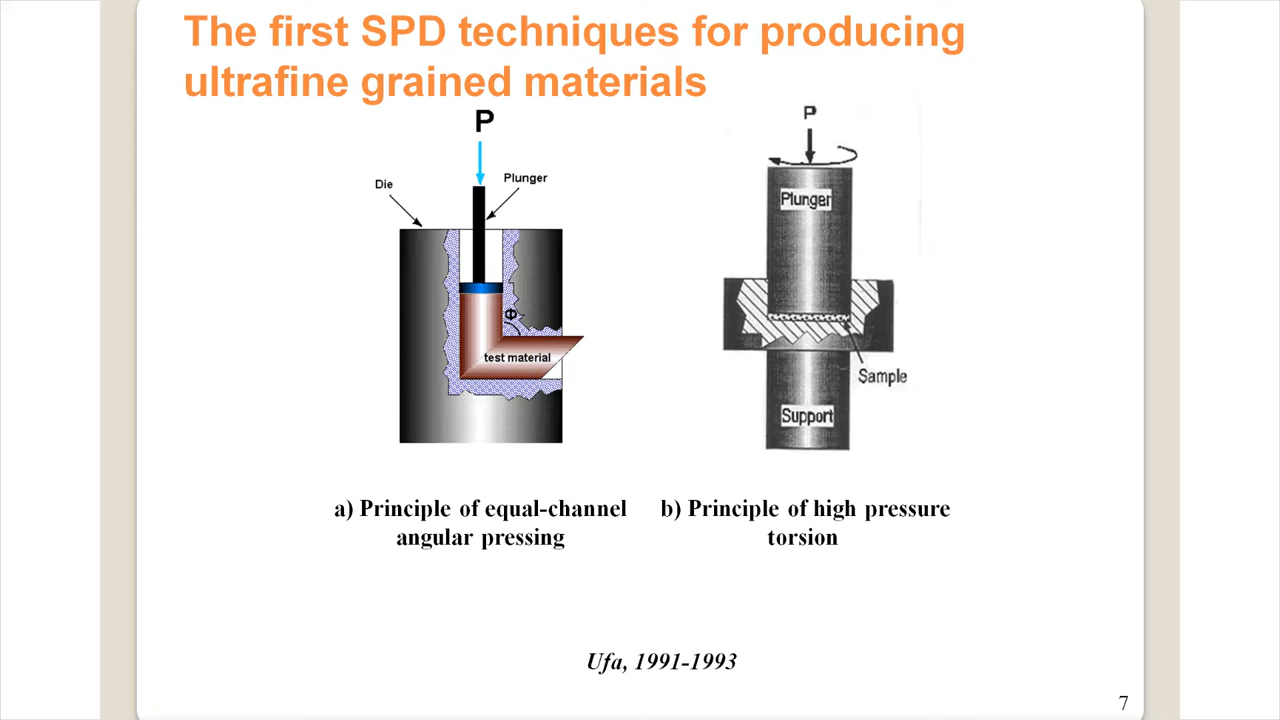 The first SPD techniques for producing
ultrafine grained materials
P
Die
Plunger
Φ
test material
P
Plunger
Sample
Support
a) Principle of equal-channel
angular pressing
b) Principle of high pressure
torsion
Ufa, 1991-1993
7